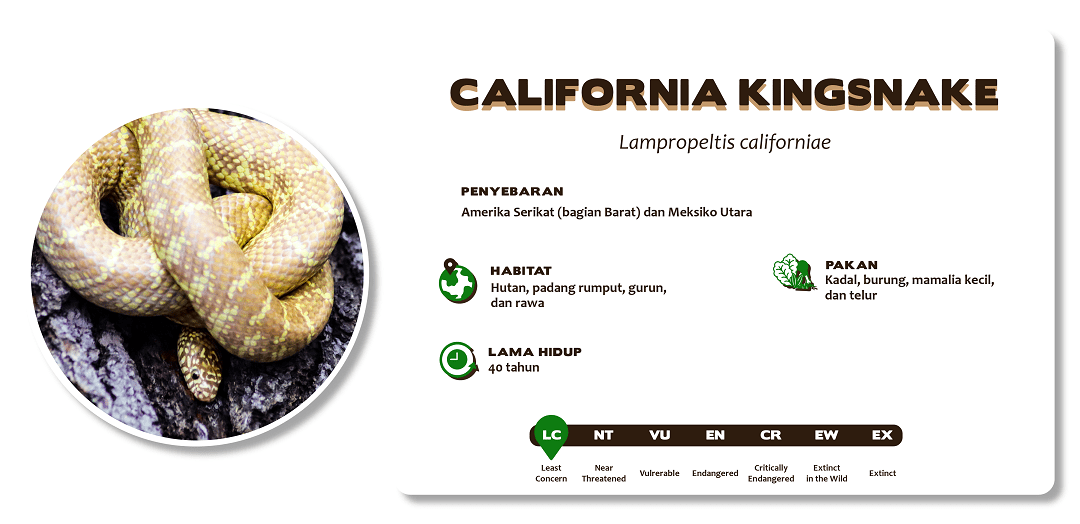 CALIFORNIA KINGSNAKE
Lampropeltis californiae
PENYEBARAN
Amerika Serikat (bagian Barat) dan Meksiko Utara
HABITAT
Hutan, padang rumput, gurun,
dan rawa
PAKAN
Kadal, burung, mamalia kecil,
dan telur
LAMA HIDUP
40 tahun
LC NT VU EN CR EW EX
Least Concern
Near Threatened
Vulrerable
Endangered
Critically Endangered
Extinct in the Wild
Extinct